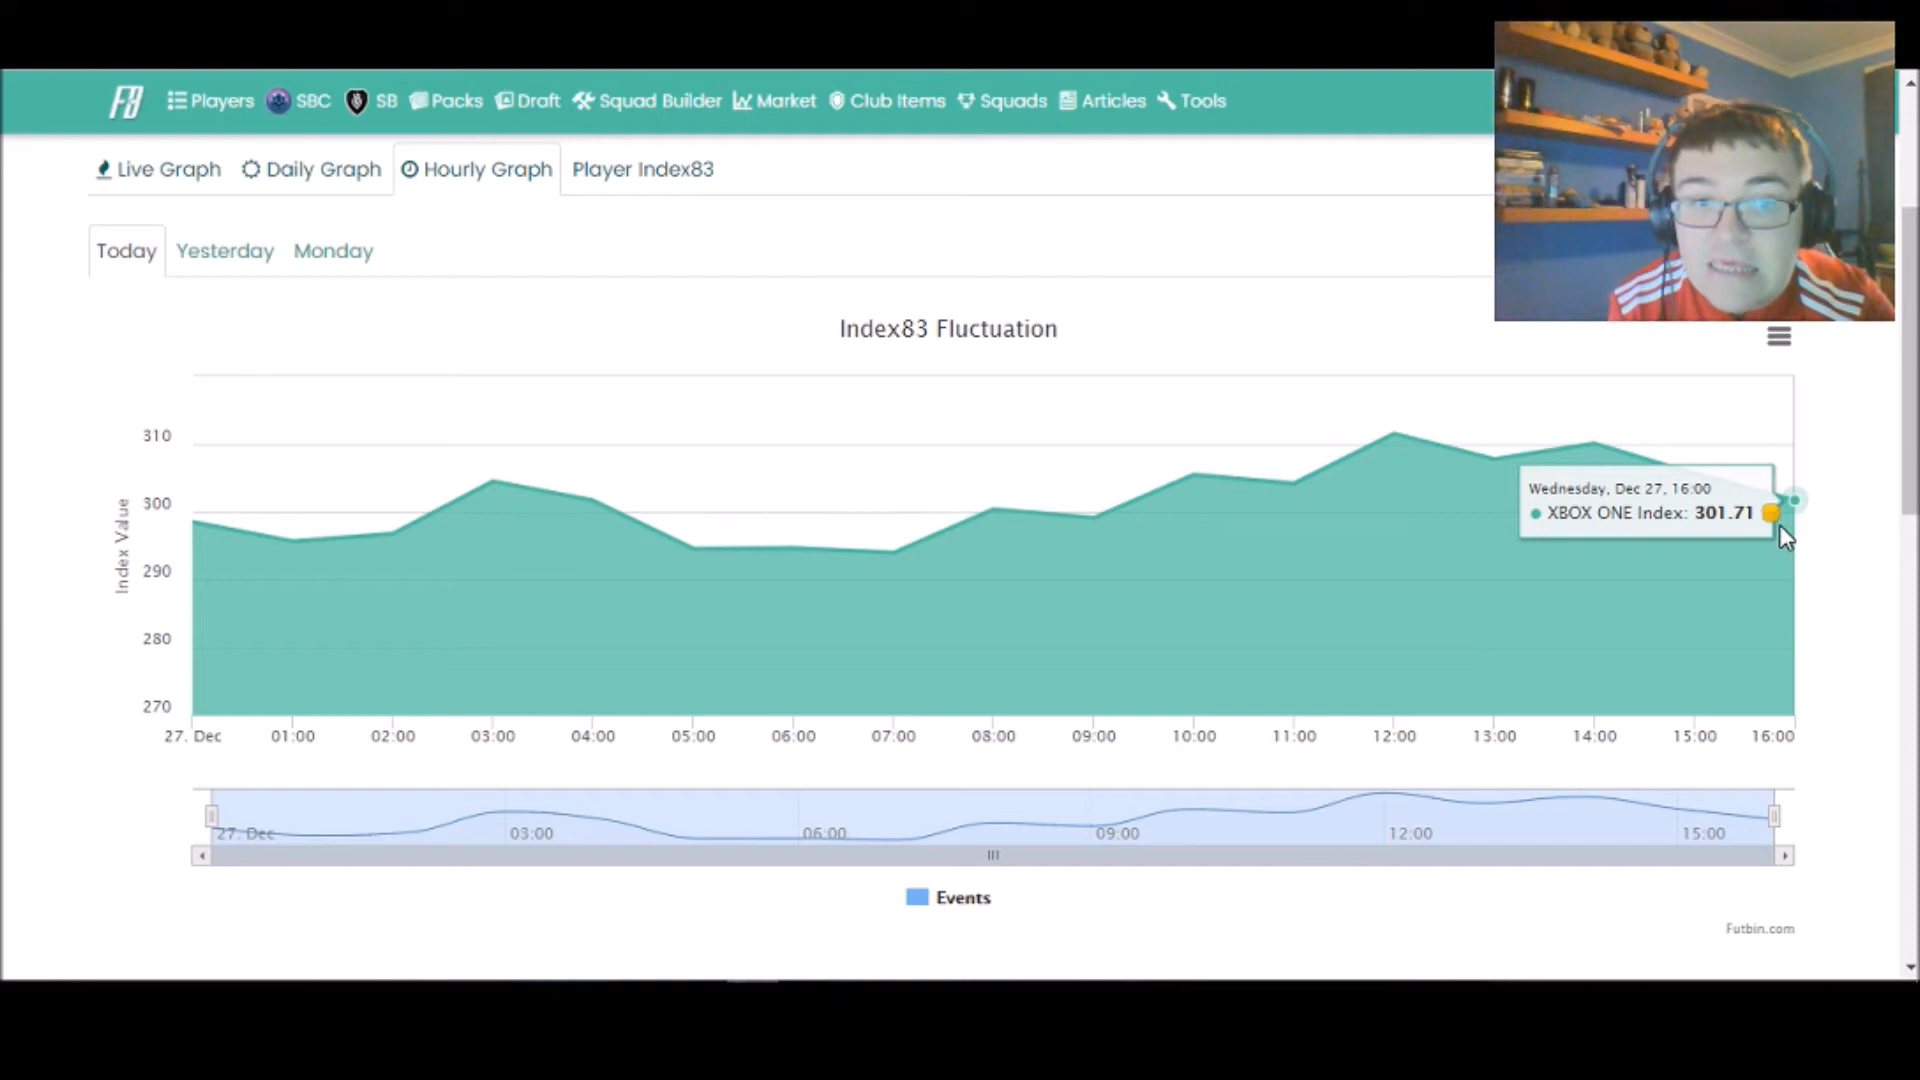 FB Players SBC SB Packs Draft Squad Builder Market Club Items Squads Articles Tools
Live Graph Daily Graph Hourly Graph Player Index83
Today Yesterday Monday
Index83 Fluctuation
Index Value
310
300
290
280
270
Wednesday, Dec 27, 16:00
XBOX ONE Index: 301.71
27. Dec 01:00 02:00 03:00 04:00 05:00 06:00 07:00 08:00 09:00 10:00 11:00 12:00 13:00 14:00 15:00 16:00
27. Dec 03:00 06:00 09:00 12:00 15:00
Events
Futbin.com